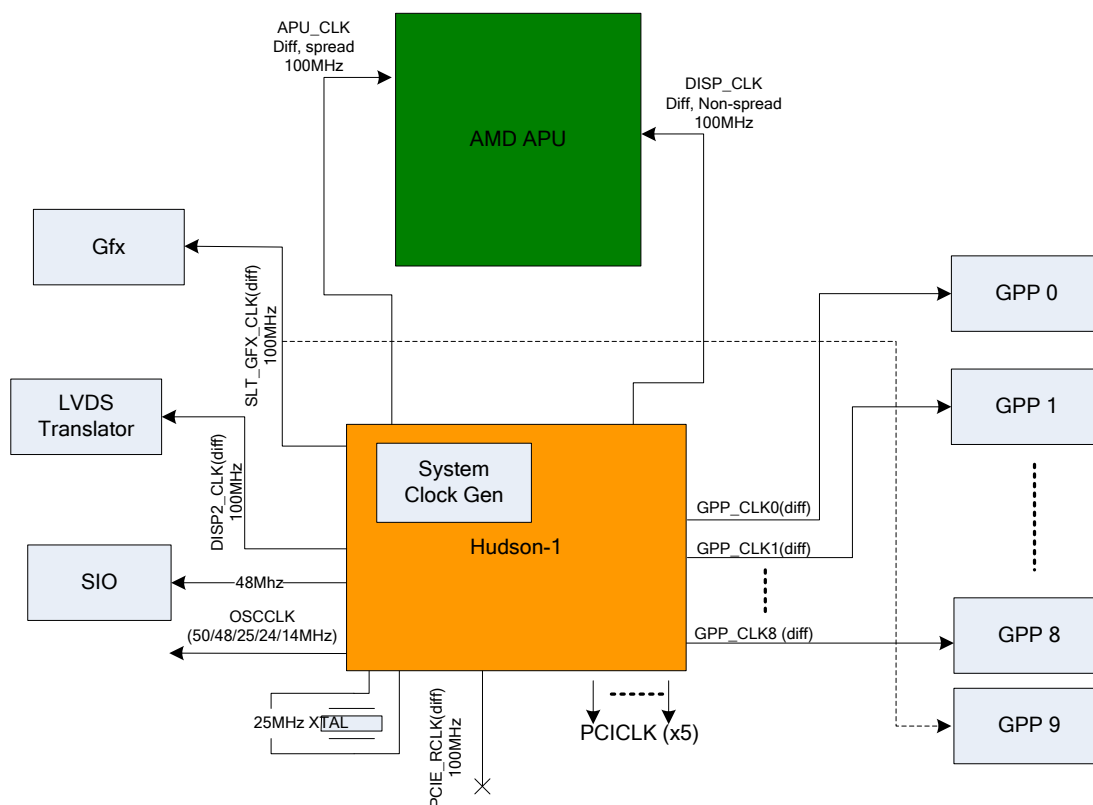 APU_CLK
Diff, spread
100MHz
DISP_CLK
Diff, Non-spread
100MHz
AMD APU
Gfx
SLT_GFX_CLK(diff)
100MHz
GPP 0
LVDS
Translator
DISP2_CLK(diff)
100MHz
GPP 1
System
Clock Gen
Hudson-1
GPP_CLK0(diff)
GPP_CLK1(diff)
SIO
48Mhz
OSCCLK
(50/48/25/24/14MHz)
GPP_CLK8 (diff)
GPP 8
25MHz XTAL
PCIE_RCLK(diff)
100MHz
PCICLK (x5)
GPP 9